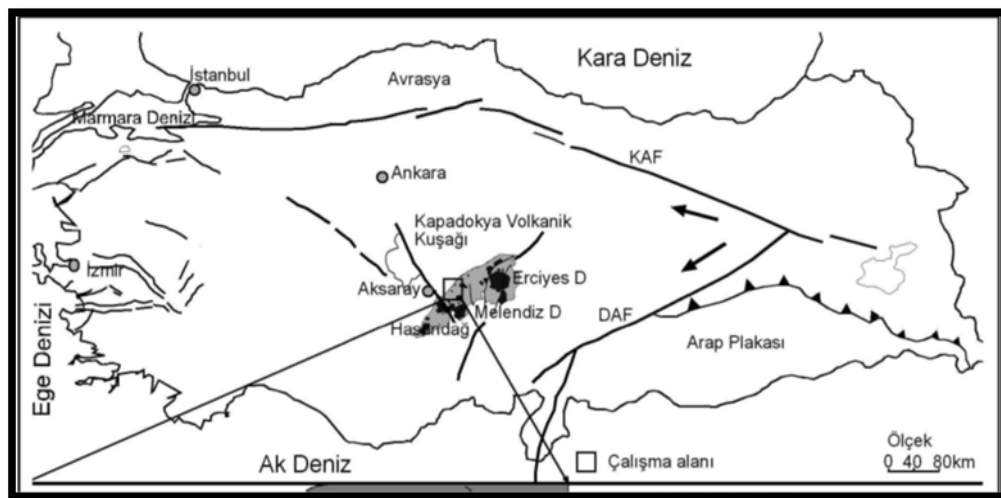 Kara Deniz
İstanbul
Avrasya
Marmara Denizi
KAF
Ankara
Kapadokya Volkanik
Kuşağı
İzmir
Erciyes D
Aksaray
Melendiz D
Hasandağ
DAF
Arap Plakası
Ege Denizi
Ölçek
0 40 80km
Ak Deniz
Çalışma alanı